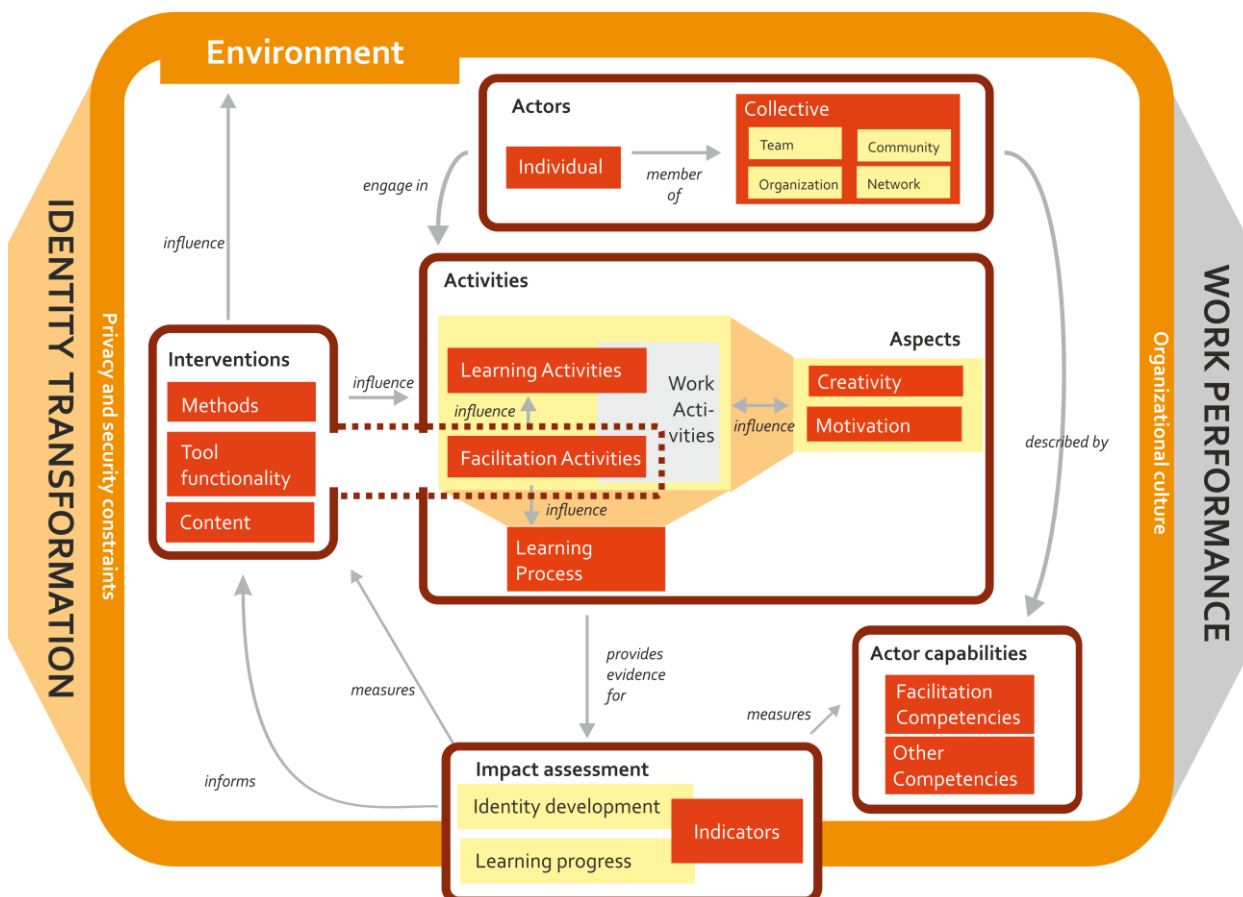 Environment
Actors
Individual
member
of
Collective
Team
Community
Organization
Network
engage in
influence
IDENTITY TRANSFORMATION
Privacy and security constraints
Interventions
Methods
Tool
functionality
Content
influence
Activities
Learning Activities
influence
Facilitation Activities
Work
Acti-
vities
influence
Aspects
Creativity
Motivation
influence
Learning
Process
described by
Organizational culture
WORK PERFORMANCE
provides
evidence
for
measures
informs
measures
Actor capabilities
Facilitation
Competencies
Other
Competencies
Impact assessment
Identity development
Learning progress
Indicators